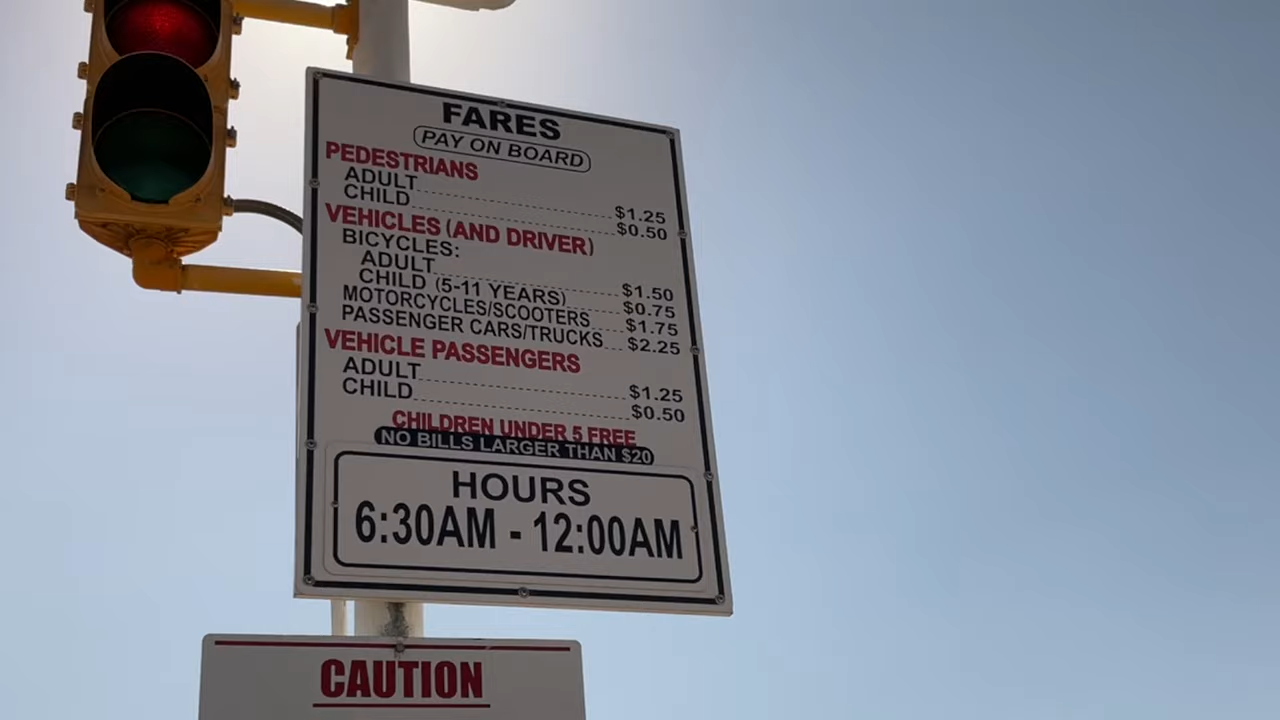 FARES
PAY ON BOARD
PEDESTRIANS
ADULT $1.25
CHILD $0.50
VEHICLES (AND DRIVER)
BICYCLES:
ADULT $1.50
CHILD (5-11 YEARS) $0.75
MOTORCYCLES/SCOOTERS $1.75
PASSENGER CARS/TRUCKS $2.25
VEHICLE PASSENGERS
ADULT $1.25
CHILD $0.50
CHILDREN UNDER 5 FREE
NO BILLS LARGER THAN $20
HOURS
6:30AM - 12:00AM
CAUTION